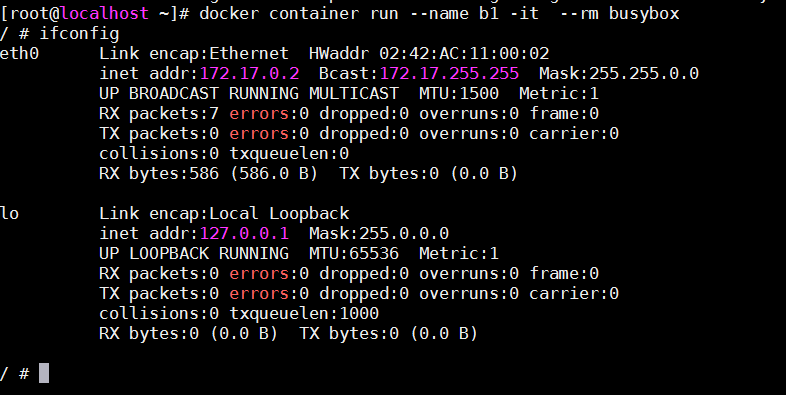 [root@localhost ~]# docker container run --name b1 -it  --rm busybox
/ # ifconfig
eth0      Link encap:Ethernet  HWaddr 02:42:AC:11:00:02
          inet addr:172.17.0.2  Bcast:172.17.255.255  Mask:255.255.0.0
          UP BROADCAST RUNNING MULTICAST  MTU:1500  Metric:1
          RX packets:7 errors:0 dropped:0 overruns:0 frame:0
          TX packets:0 errors:0 dropped:0 overruns:0 carrier:0
          collisions:0 txqueuelen:0
          RX bytes:586 (586.0 B)  TX bytes:0 (0.0 B)
lo        Link encap:Local Loopback
          inet addr:127.0.0.1  Mask:255.0.0.0
          UP LOOPBACK RUNNING  MTU:65536  Metric:1
          RX packets:0 errors:0 dropped:0 overruns:0 frame:0
          TX packets:0 errors:0 dropped:0 overruns:0 carrier:0
          collisions:0 txqueuelen:1000
          RX bytes:0 (0.0 B)  TX bytes:0 (0.0 B)
/ #